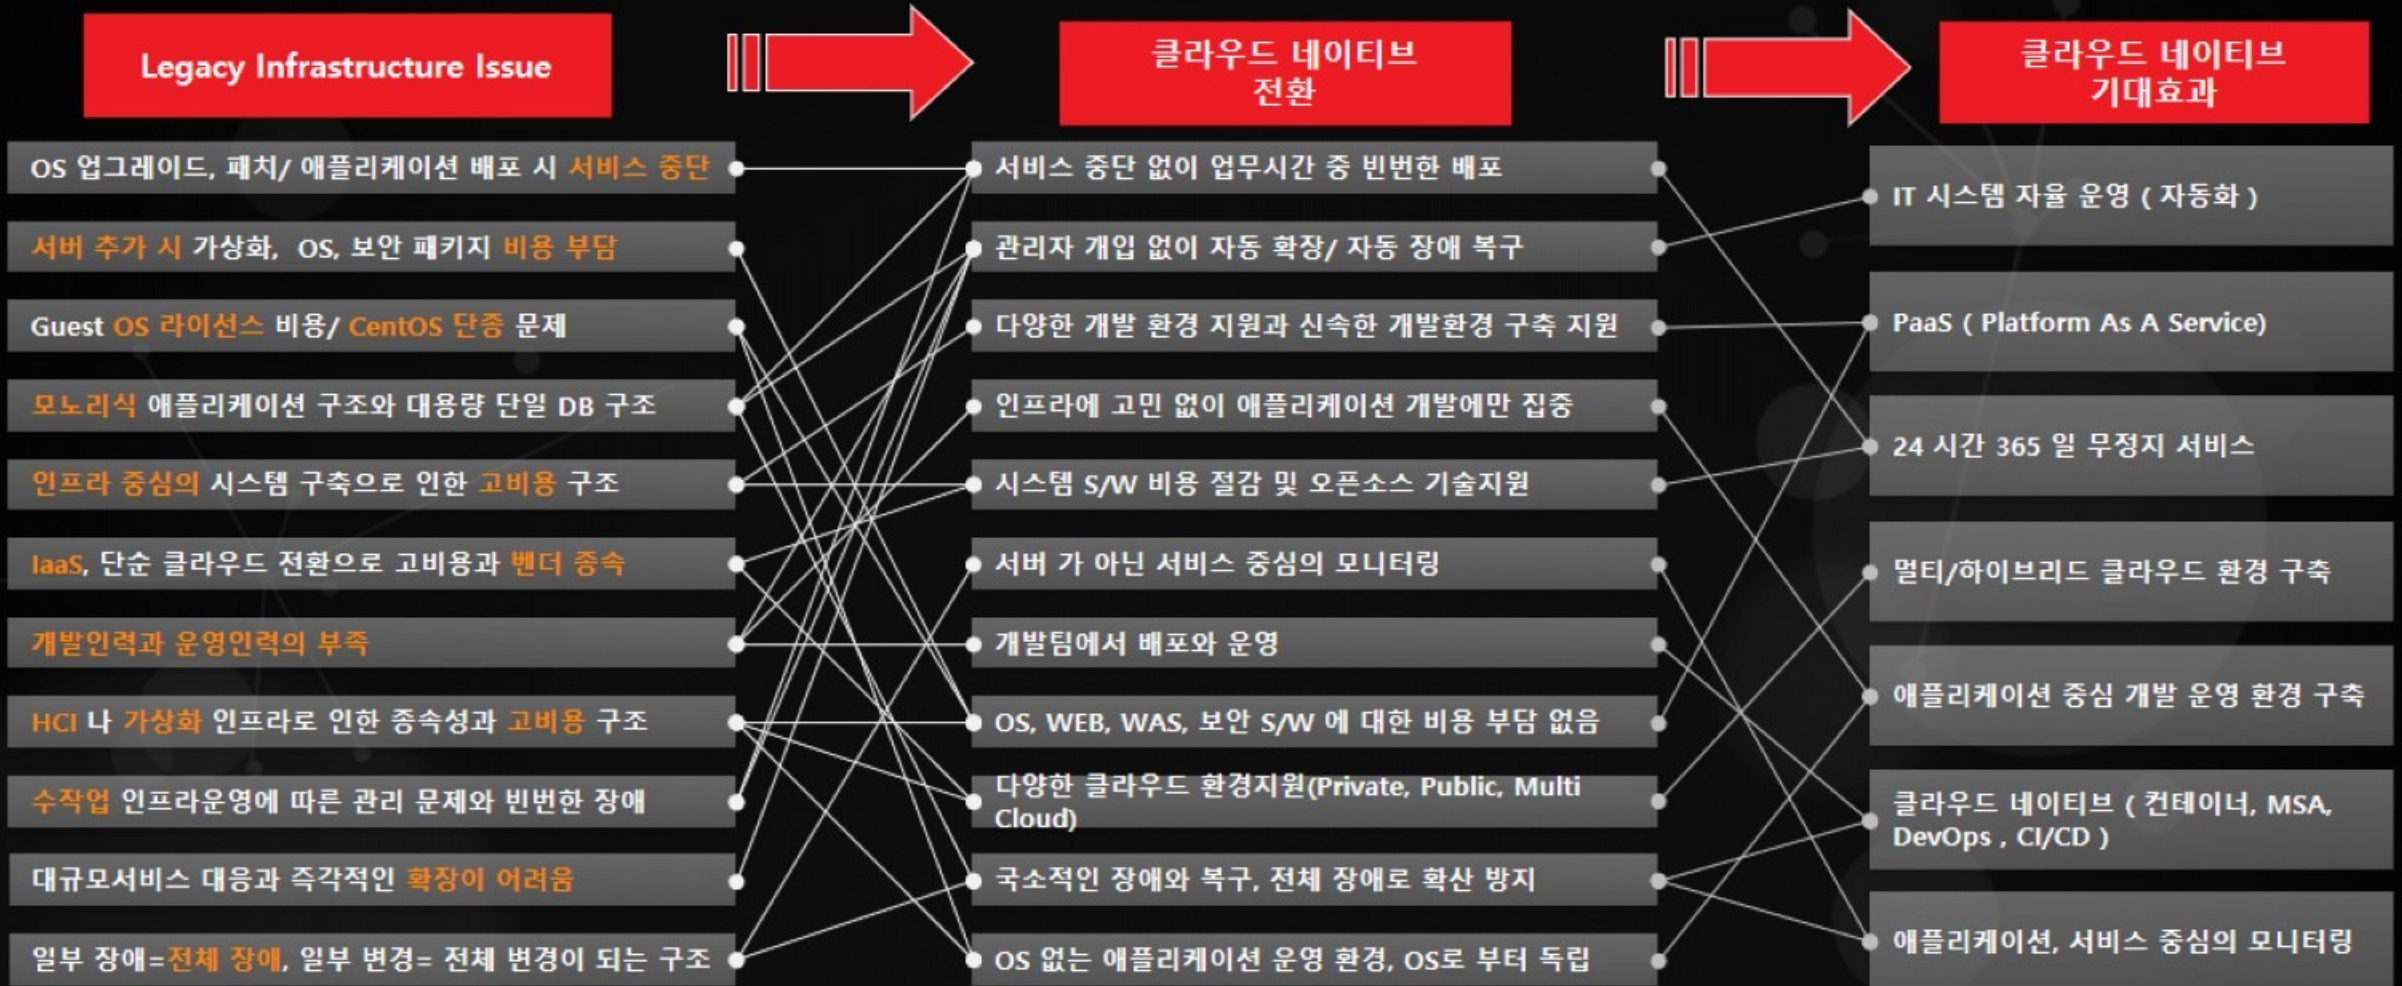 Legacy Infrastructure Issue
클라우드 네이티브
전환
클라우드 네이티브
기대효과
OS 업그레이드, 패치/ 애플리케이션 배포 시 서비스 중단
서버 추가 시 가상화, OS, 보안 패키지 비용 부담
Guest OS 라이선스 비용/ CentOS 단종 문제
모노리식 애플리케이션 구조와 대용량 단일 DB 구조
인프라 중심의 시스템 구축으로 인한 고비용 구조
IaaS, 단순 클라우드 전환으로 고비용과 벤더 종속
개발인력과 운영인력의 부족
HCI 나 가상화 인프라로 인한 종속성과 고비용 구조
수작업 인프라운영에 따른 관리 문제와 빈번한 장애
대규모서비스 대응과 즉각적인 확장이 어려움
일부 장애=전체 장애, 일부 변경= 전체 변경이 되는 구조
서비스 중단 없이 업무시간 중 빈번한 배포
관리자 개입 없이 자동 확장/ 자동 장애 복구
다양한 개발 환경 지원과 신속한 개발환경 구축 지원
인프라에 고민 없이 애플리케이션 개발에만 집중
시스템 S/W 비용 절감 및 오픈소스 기술지원
서버 가 아닌 서비스 중심의 모니터링
개발팀에서 배포와 운영
OS, WEB, WAS, 보안 S/W 에 대한 비용 부담 없음
다양한 클라우드 환경지원(Private, Public, Multi
Cloud)
국소적인 장애와 복구, 전체 장애로 확산 방지
OS 없는 애플리케이션 운영 환경, OS로 부터 독립
IT 시스템 자율 운영 ( 자동화 )
PaaS ( Platform As A Service)
24 시간 365 일 무정지 서비스
멀티/하이브리드 클라우드 환경 구축
애플리케이션 중심 개발 운영 환경 구축
클라우드 네이티브 ( 컨테이너, MSA,
DevOps , CI/CD )
애플리케이션, 서비스 중심의 모니터링